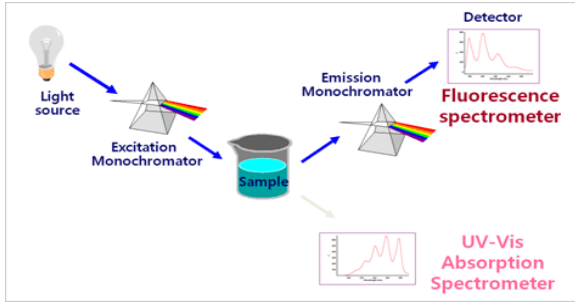 Light
source
Excitation
Monochromator
Sample
Emission
Monochromator
Detector
Fluorescence
spectrometer
UV-Vis
Absorption
Spectrometer